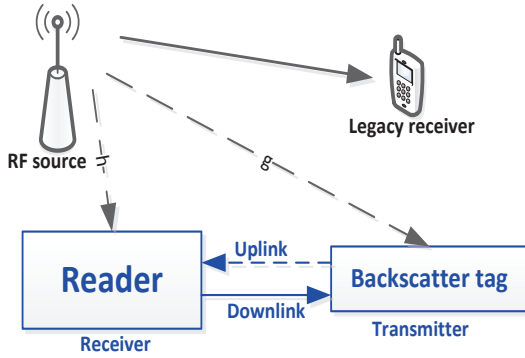 Legacy receiver
RF source
h
g
Uplink
Reader
Backscatter tag
Downlink
Receiver
Transmitter